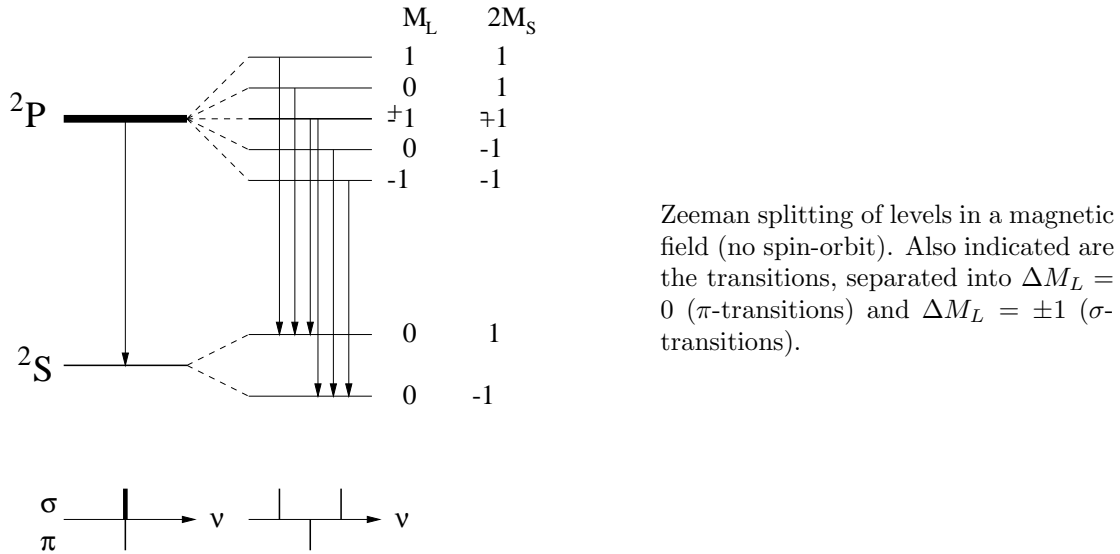 M_L 2M_S
1 1
0 1
²P ±1 ∓1
0 -1
-1 -1
Zeeman splitting of levels in a magnetic
field (no spin-orbit). Also indicated are
the transitions, separated into ΔM_L =
0 (π-transitions) and ΔM_L = ±1 (σ-
transitions).
0 1
²S
0 -1
σ
ν ν
π